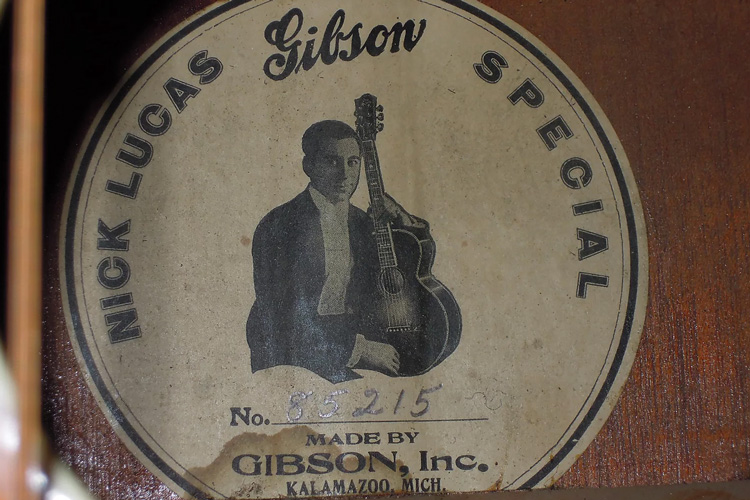 NICK LUCAS Gibson SPECIAL
No. 85215
MADE BY
GIBSON, Inc.
KALAMAZOO, MICH.